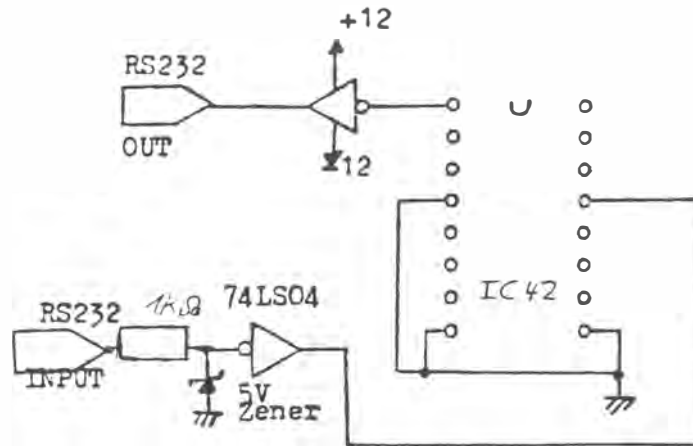 +12
RS232
OUT
12
U
RS232
INPUT
1kΩ
74LS04
5V
Zener
IC42